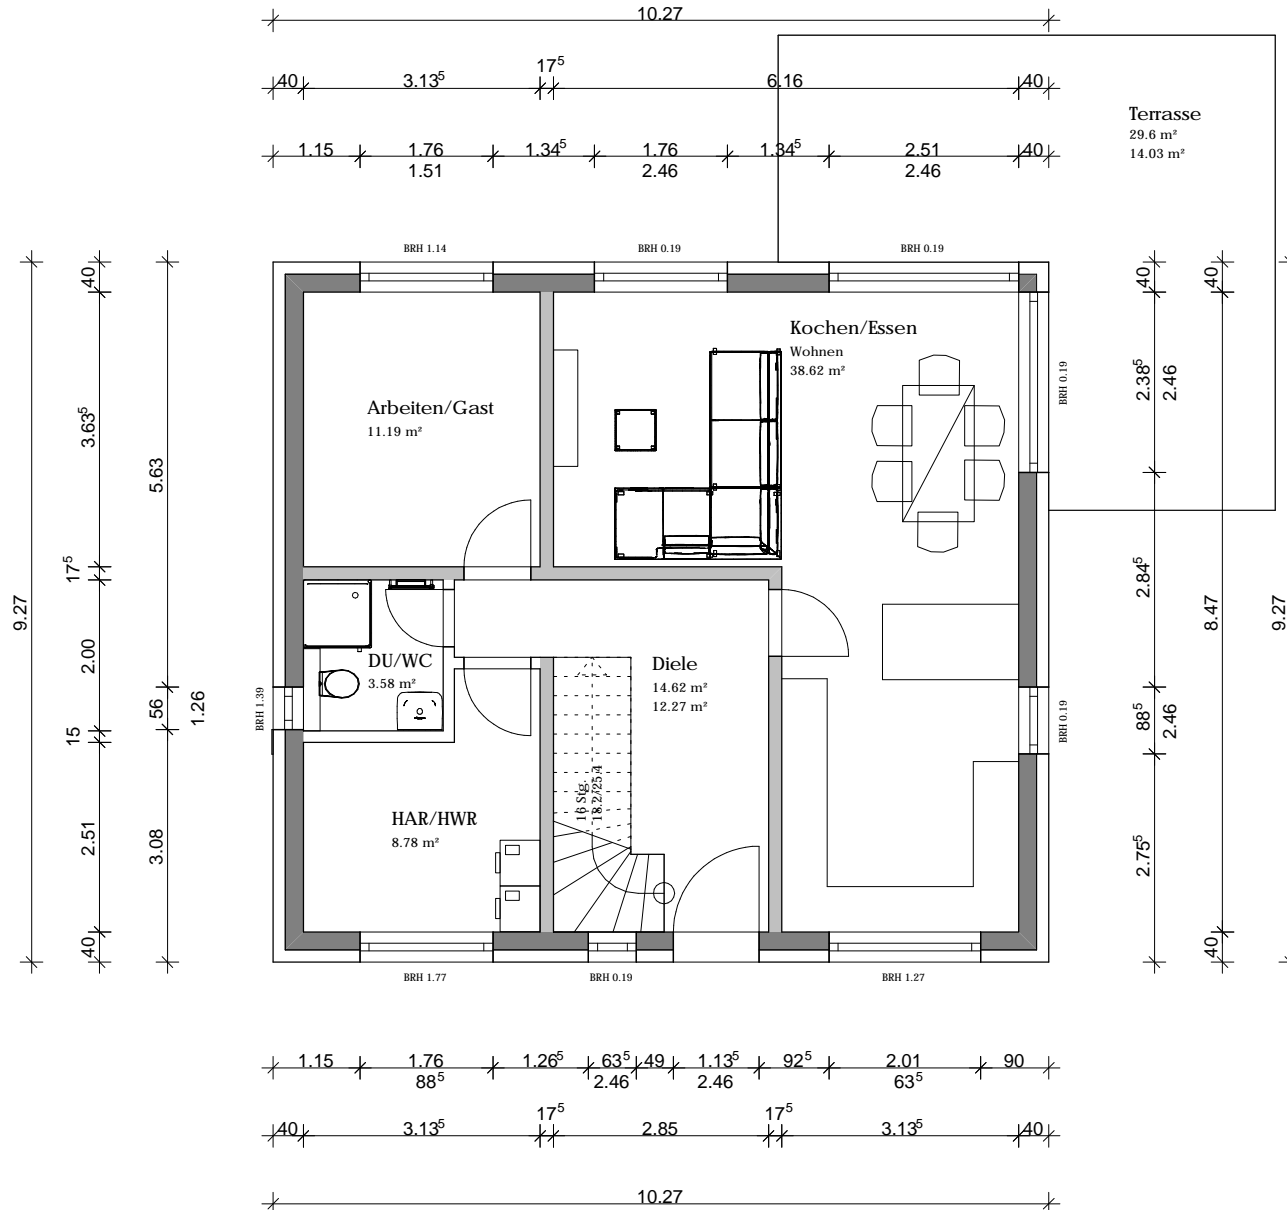 10.27
17⁵
40 3.13⁵ 6.16 40
1.15 1.76 1.34⁵ 1.76 1.34⁵ 2.51 40
1.51 2.46 2.46
Terrasse
29.6 m²
14.03 m²
BRH 1.14 BRH 0.19 BRH 0.19
9.27
40
3.63⁵
17⁵
2.00
15
2.51
40
5.63
56
1.26
3.08
BRH 1.39
Kochen/Essen
Wohnen
38.62 m²
Arbeiten/Gast
11.19 m²
DU/WC
3.58 m²
Diele
14.62 m²
12.27 m²
16 Stg.
18.2/25.4
HAR/HWR
8.78 m²
BRH 0.19
BRH 0.19
40
2.38⁵
2.46
2.84⁵
88⁵
2.46
2.75⁵
40
8.47
40
9.27
BRH 1.77 BRH 0.19 BRH 1.27
1.15 1.76 1.26⁵ 63⁵ 49 1.13⁵ 92⁵ 2.01 90
88⁵ 2.46 2.46 63⁵
17⁵ 17⁵
40 3.13⁵ 2.85 3.13⁵ 40
10.27